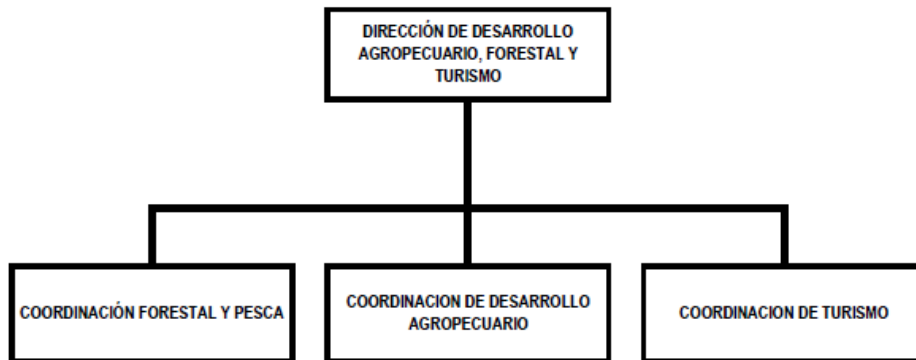 DIRECCIÓN DE DESARROLLO
AGROPECUARIO, FORESTAL Y
TURISMO
COORDINACIÓN FORESTAL Y PESCA
COORDINACION DE DESARROLLO
AGROPECUARIO
COORDINACION DE TURISMO